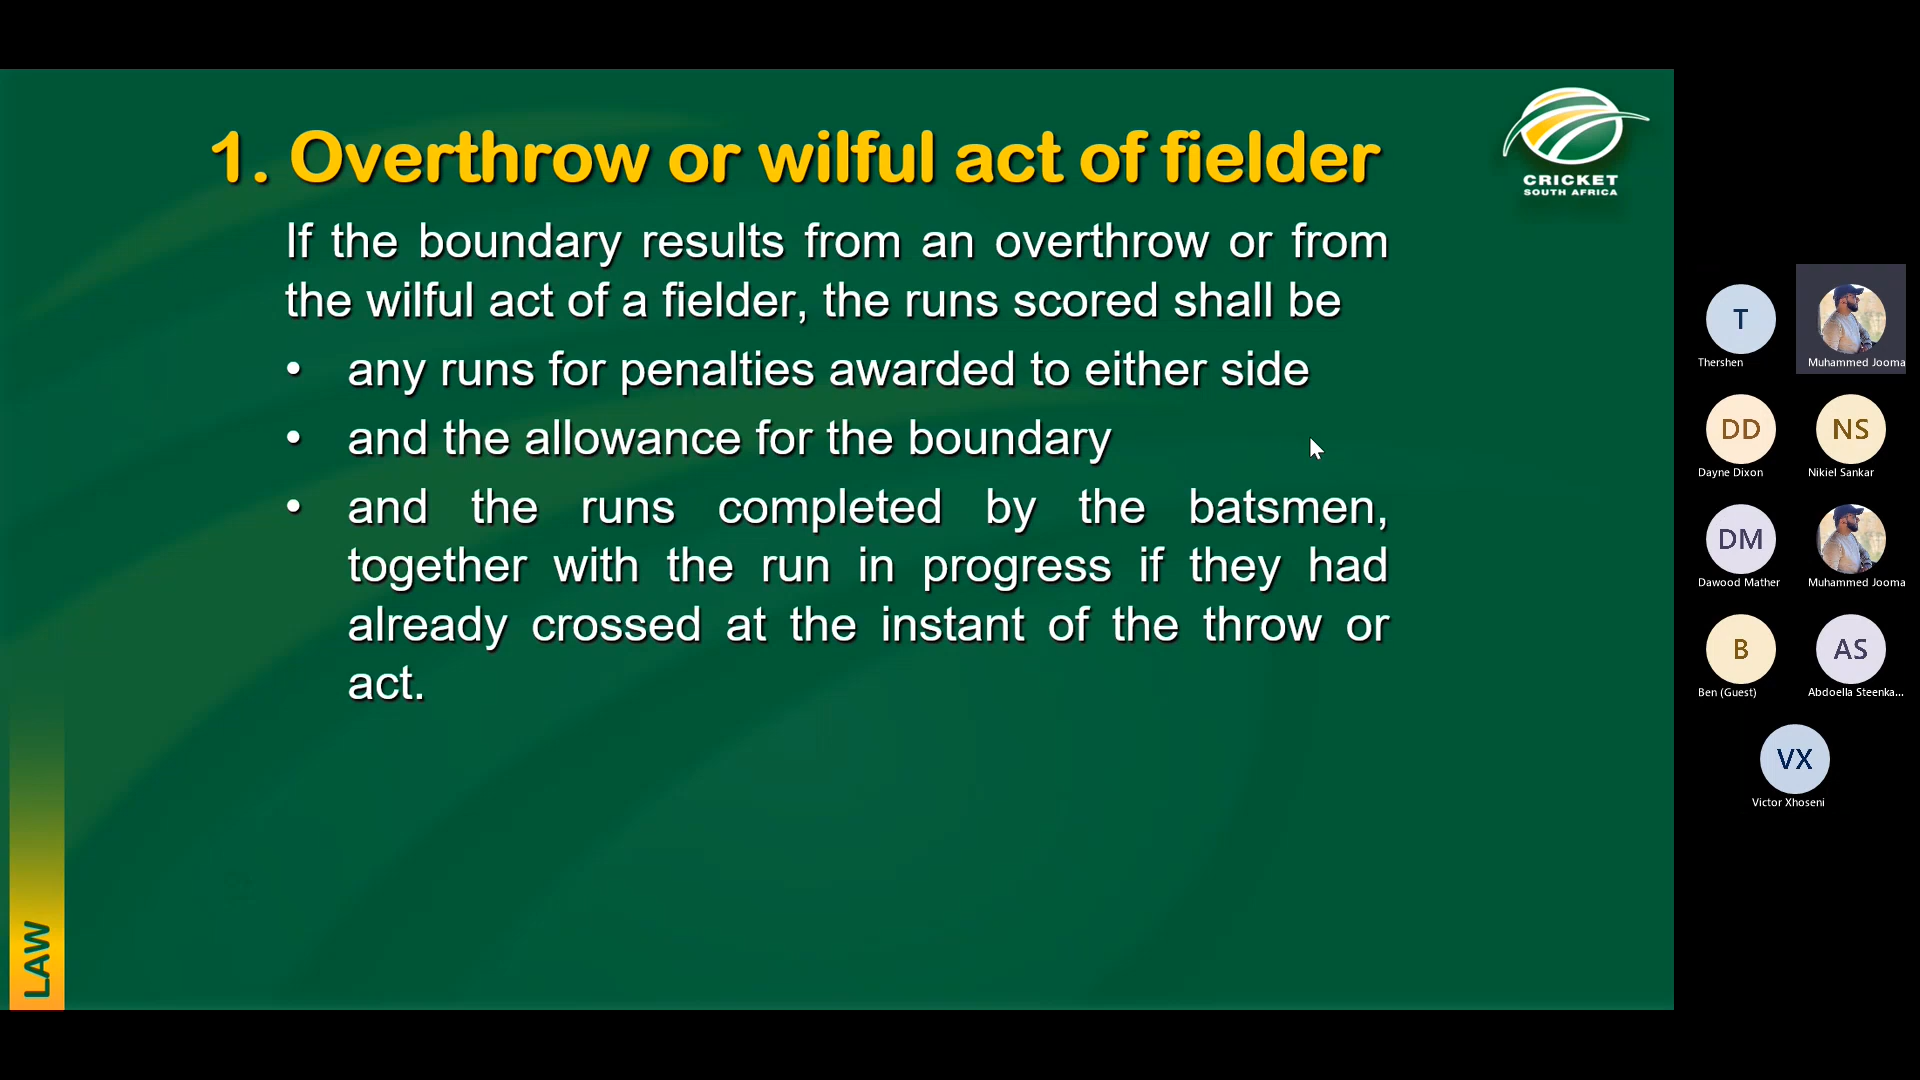 1. Overthrow or wilful act of fielder
CRICKET
SOUTH AFRICA
If the boundary results from an overthrow or from
the wilful act of a fielder, the runs scored shall be
• any runs for penalties awarded to either side
• and the allowance for the boundary
• and the runs completed by the batsmen,
together with the run in progress if they had
already crossed at the instant of the throw or
act.
LAW
T
Thershen
Muhammed Jooma
DD
Dayne Dixon
NS
Nikiel Sankar
DM
Dawood Mather
Muhammed Jooma
B
Ben (Guest)
AS
Abdoella Steenka...
VX
Victor Xhoseni